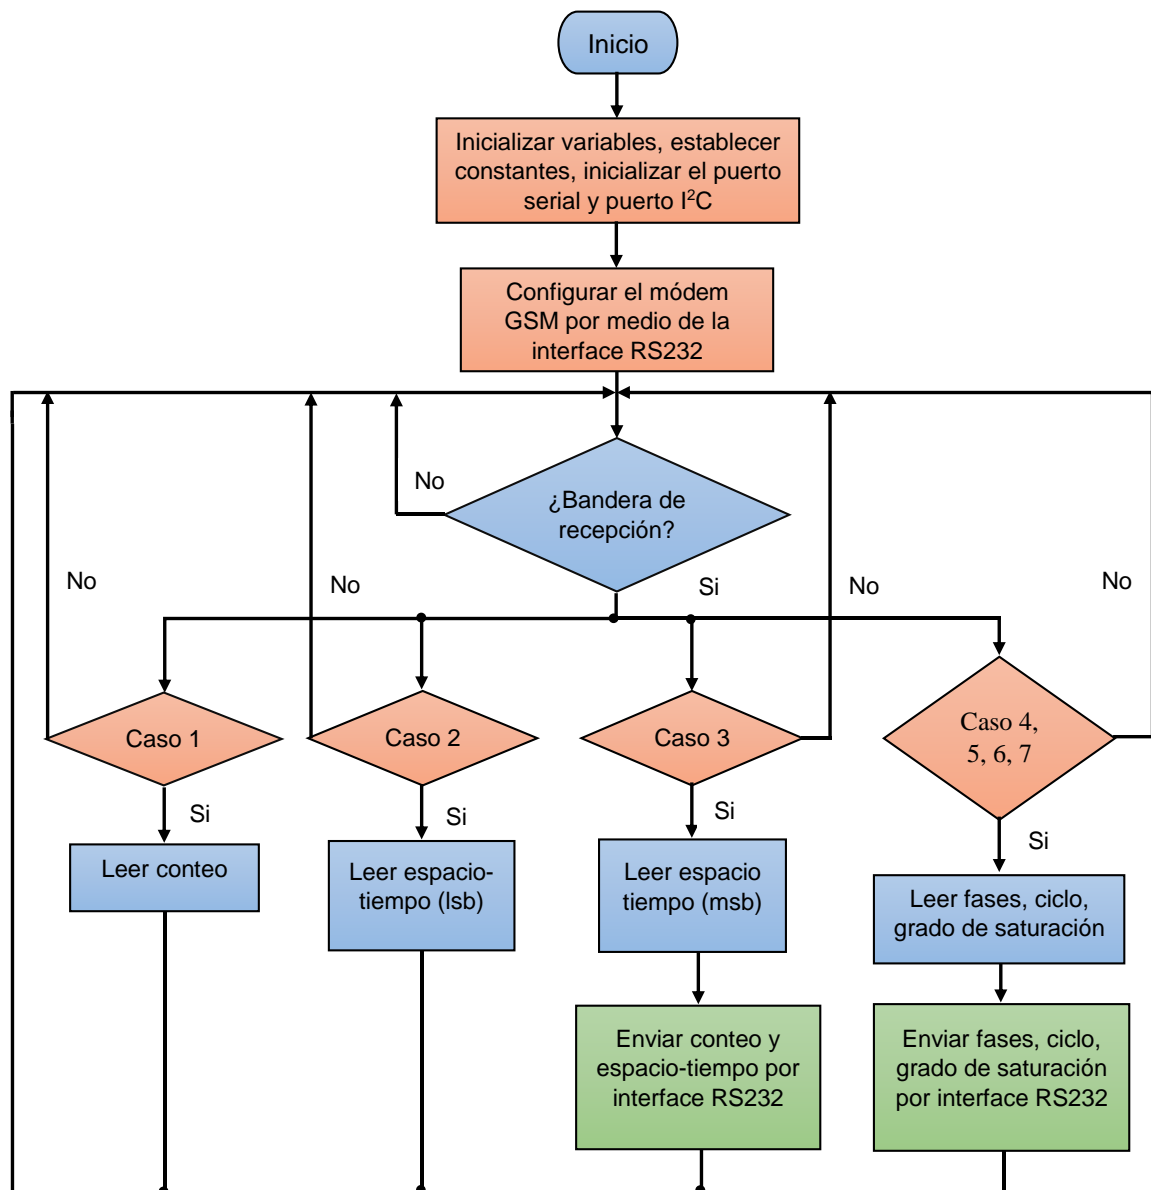 Inicio
Inicializar variables, establecer
constantes, inicializar el puerto
serial y puerto I²C
Configurar el módem
GSM por medio de la
interface RS232
No
¿Bandera de
recepción?
No
No
Si
No
No
Caso 1
Caso 2
Caso 3
Caso 4,
5, 6, 7
Si
Si
Si
Si
Leer conteo
Leer espacio-
tiempo (lsb)
Leer espacio
tiempo (msb)
Leer fases, ciclo,
grado de saturación
Enviar conteo y
espacio-tiempo por
interface RS232
Enviar fases, ciclo,
grado de saturación
por interface RS232